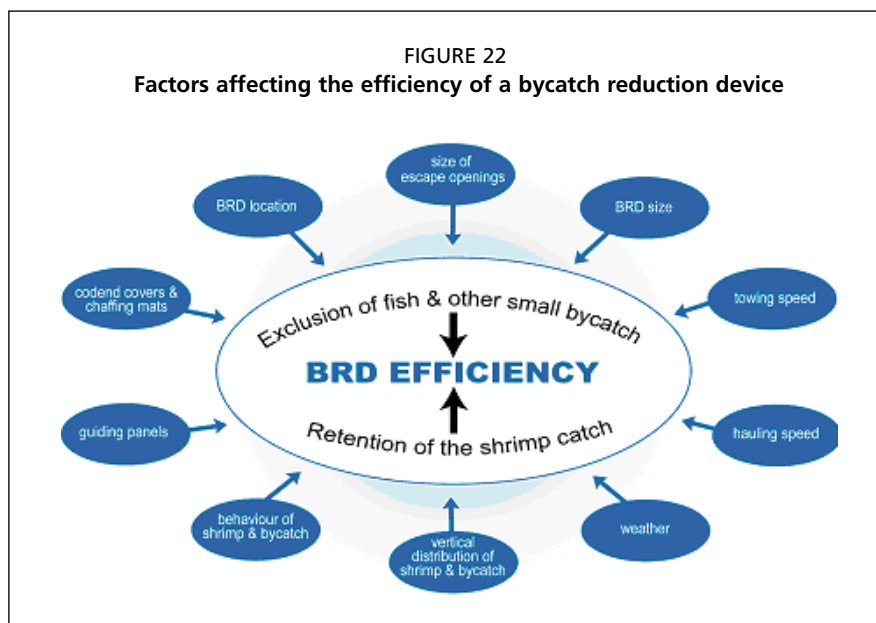 FIGURE 22
Factors affecting the efficiency of a bycatch reduction device
size of
escape openings
BRD location
BRD size
codend covers &
chaffing mats
towing speed
Exclusion of fish & other small bycatch
BRD EFFICIENCY
Retention of the shrimp catch
guiding panels
hauling speed
behaviour of
shrimp & bycatch
weather
vertical
distribution of
shrimp & bycatch